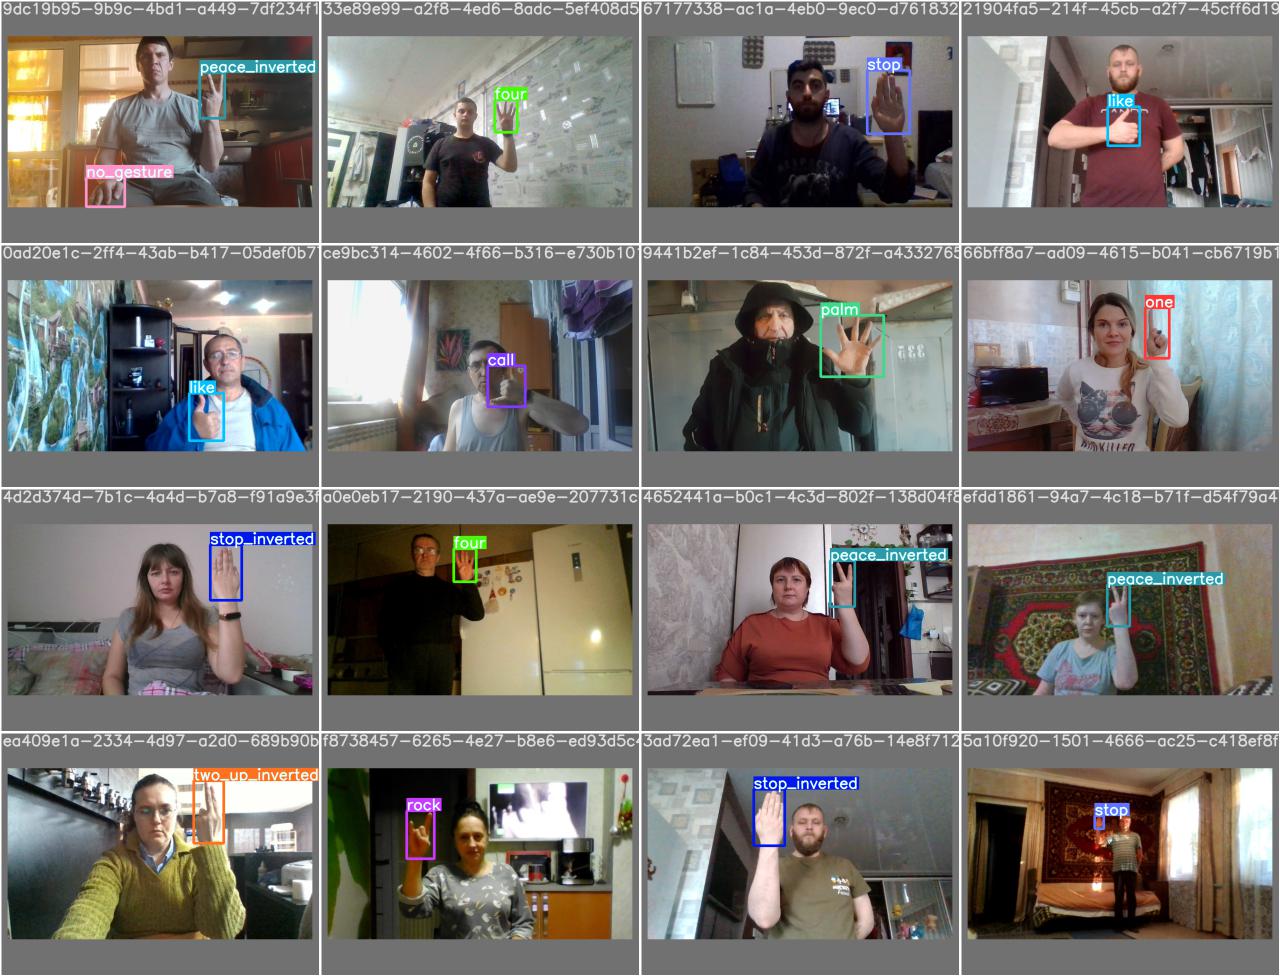 9dc19b95-9b9c-4bd1-a449-7df234f1
33e89e99-a2f8-4ed6-8adc-5ef408d5
67177338-ac1a-4eb0-9ec0-d761832
21904fa5-214f-45cb-a2f7-45cff6d19
peace_inverted
no_gesture
four
stop
like
0ad20e1c-2ff4-43ab-b417-05def0b7
ce9bc314-4602-4f66-b316-e730b10
9441b2ef-1c84-453d-872f-a4332765
66bff8a7-ad09-4615-b041-cb6719b1
like
call
palm
one
4d2d374d-7b1c-4a4d-b7a8-f91a9e3f
a0e0eb17-2190-437a-ae9e-207731c
4652441a-b0c1-4c3d-802f-138d04f8
efdd1861-94a7-4c18-b71f-d54f79a4
stop_inverted
four
peace_inverted
peace_inverted
ea409e1a-2334-4d97-a2d0-689b90b
f8738457-6265-4e27-b8e6-ed93d5c
3ad72ea1-ef09-41d3-a76b-14e8f712
5a10f920-1501-4666-ac25-c418ef8f
two_up_inverted
rock
stop_inverted
stop